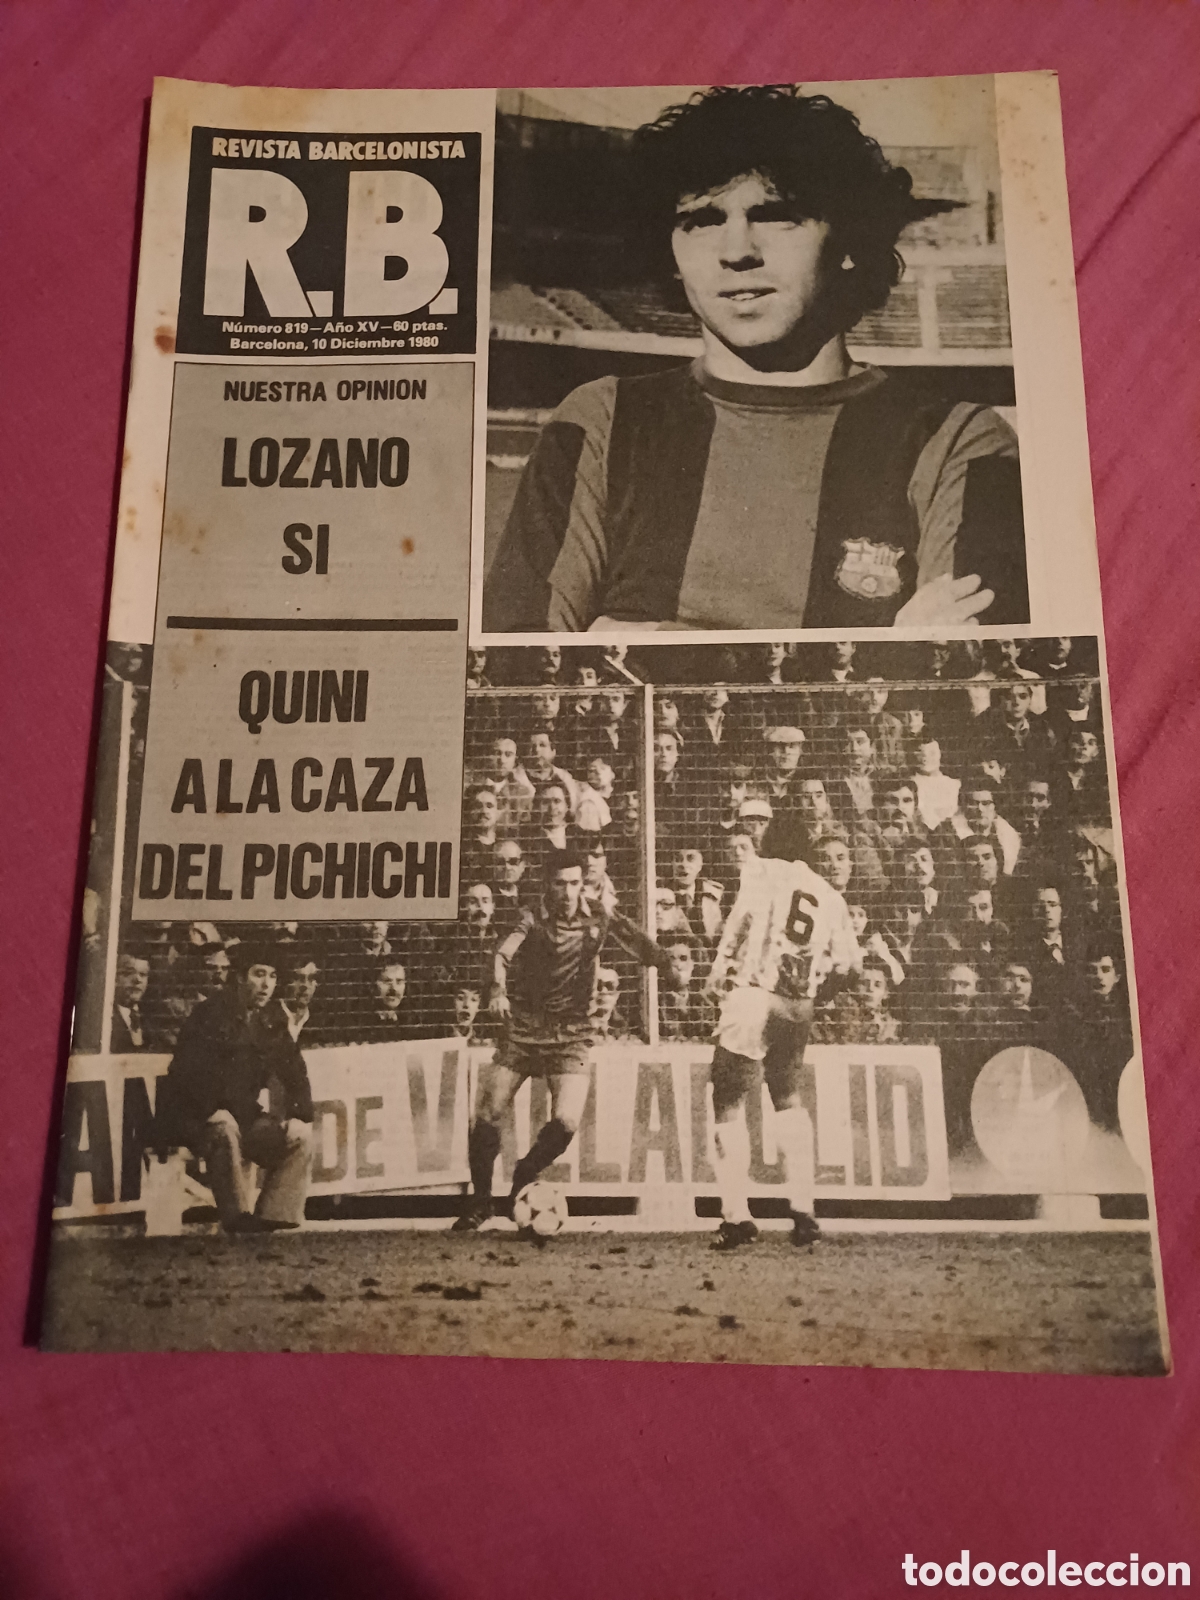 REVISTA BARCELONISTA
R.B.
Número 819 — Año XV — 60 ptas.
Barcelona, 10 Diciembre 1980
NUESTRA OPINION
LOZANO
SI
QUINI
A LA CAZA
DEL PICHICHI
6
DE VALLADOLID
todocoleccion